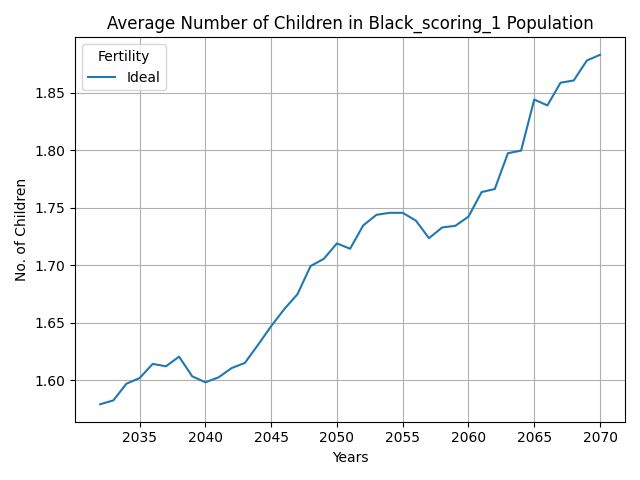 Average Number of Children in Black_scoring_1 Population
Fertility
Ideal
No. of Children
1.85
1.80
1.75
1.70
1.65
1.60
2035 2040 2045 2050 2055 2060 2065 2070
Years